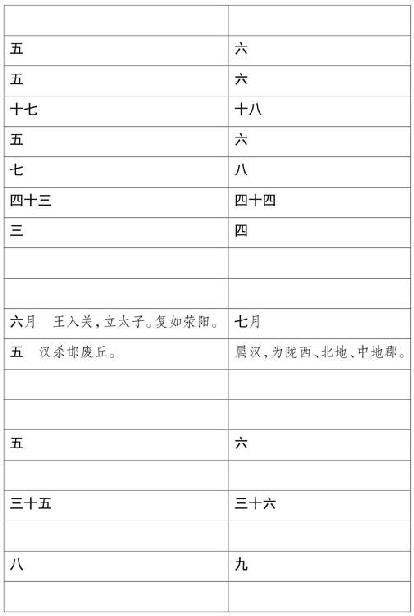 五 六
五 六
十七 十八
五 六
七 八
四十三 四十四
三 四
六月 王入关，立太子。复如荥阳。 七月
五 汉杀邯废丘。 属汉，为陇西、北地、中地郡。
五 六
三十五 三十六
八 九